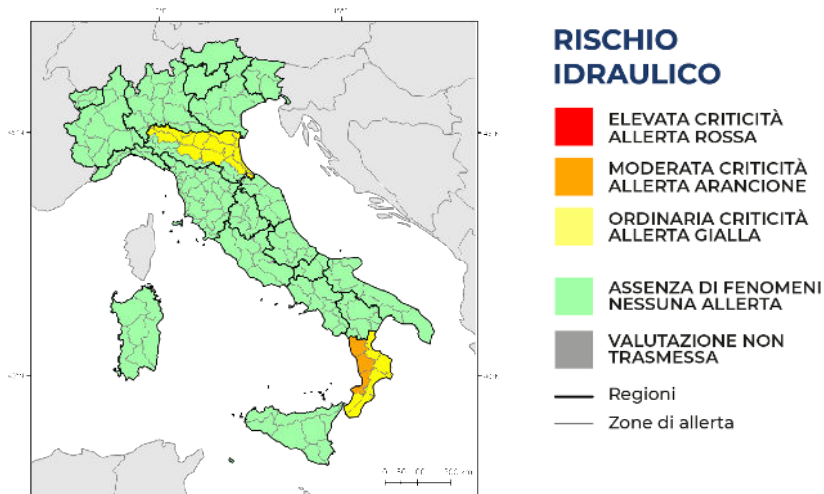 RISCHIO
IDRAULICO
ELEVATA CRITICITÀ
ALLERTA ROSSA
MODERATA CRITICITÀ
ALLERTA ARANCIONE
ORDINARIA CRITICITÀ
ALLERTA GIALLA
ASSENZA DI FENOMENI
NESSUNA ALLERTA
VALUTAZIONE NON
TRASMESSA
Regioni
Zone di allerta